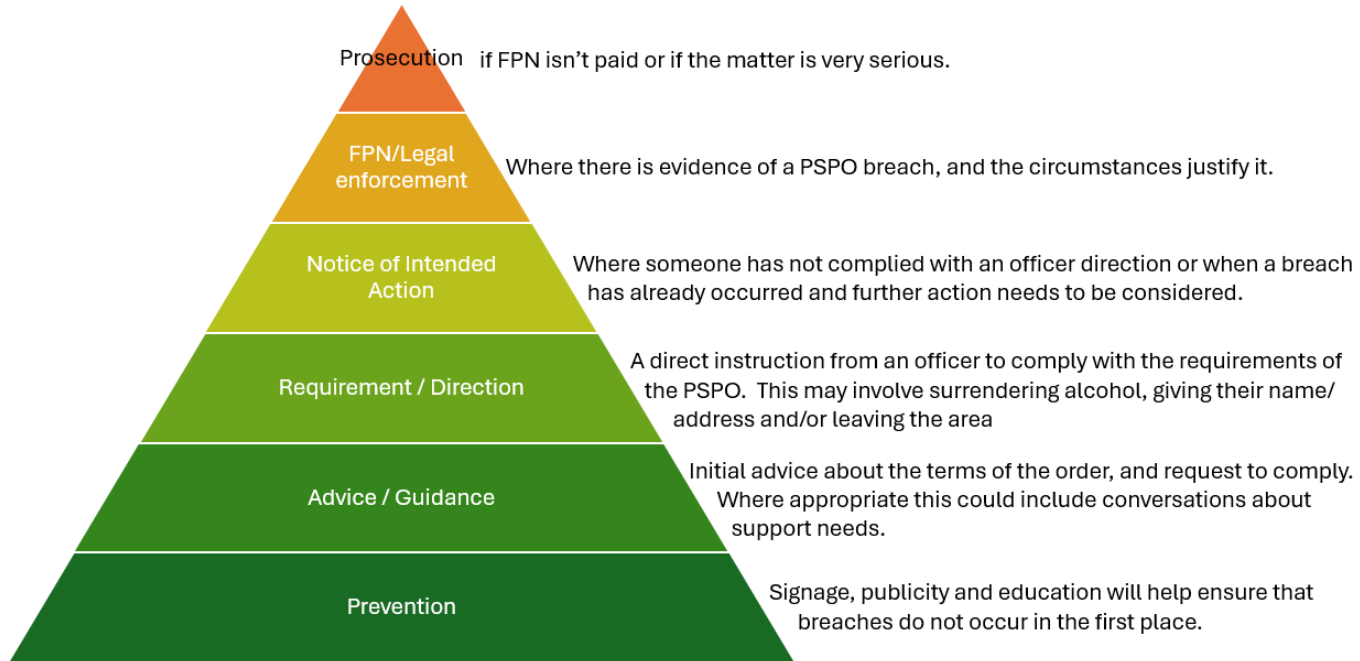 Prosecution if FPN isn’t paid or if the matter is very serious.
FPN/Legal
enforcement
Where there is evidence of a PSPO breach, and the circumstances justify it.
Notice of Intended
Action
Where someone has not complied with an officer direction or when a breach
has already occurred and further action needs to be considered.
Requirement / Direction
A direct instruction from an officer to comply with the requirements of
the PSPO.  This may involve surrendering alcohol, giving their name/
address and/or leaving the area
Advice / Guidance
Initial advice about the terms of the order, and request to comply.
Where appropriate this could include conversations about
support needs.
Prevention
Signage, publicity and education will help ensure that
breaches do not occur in the first place.